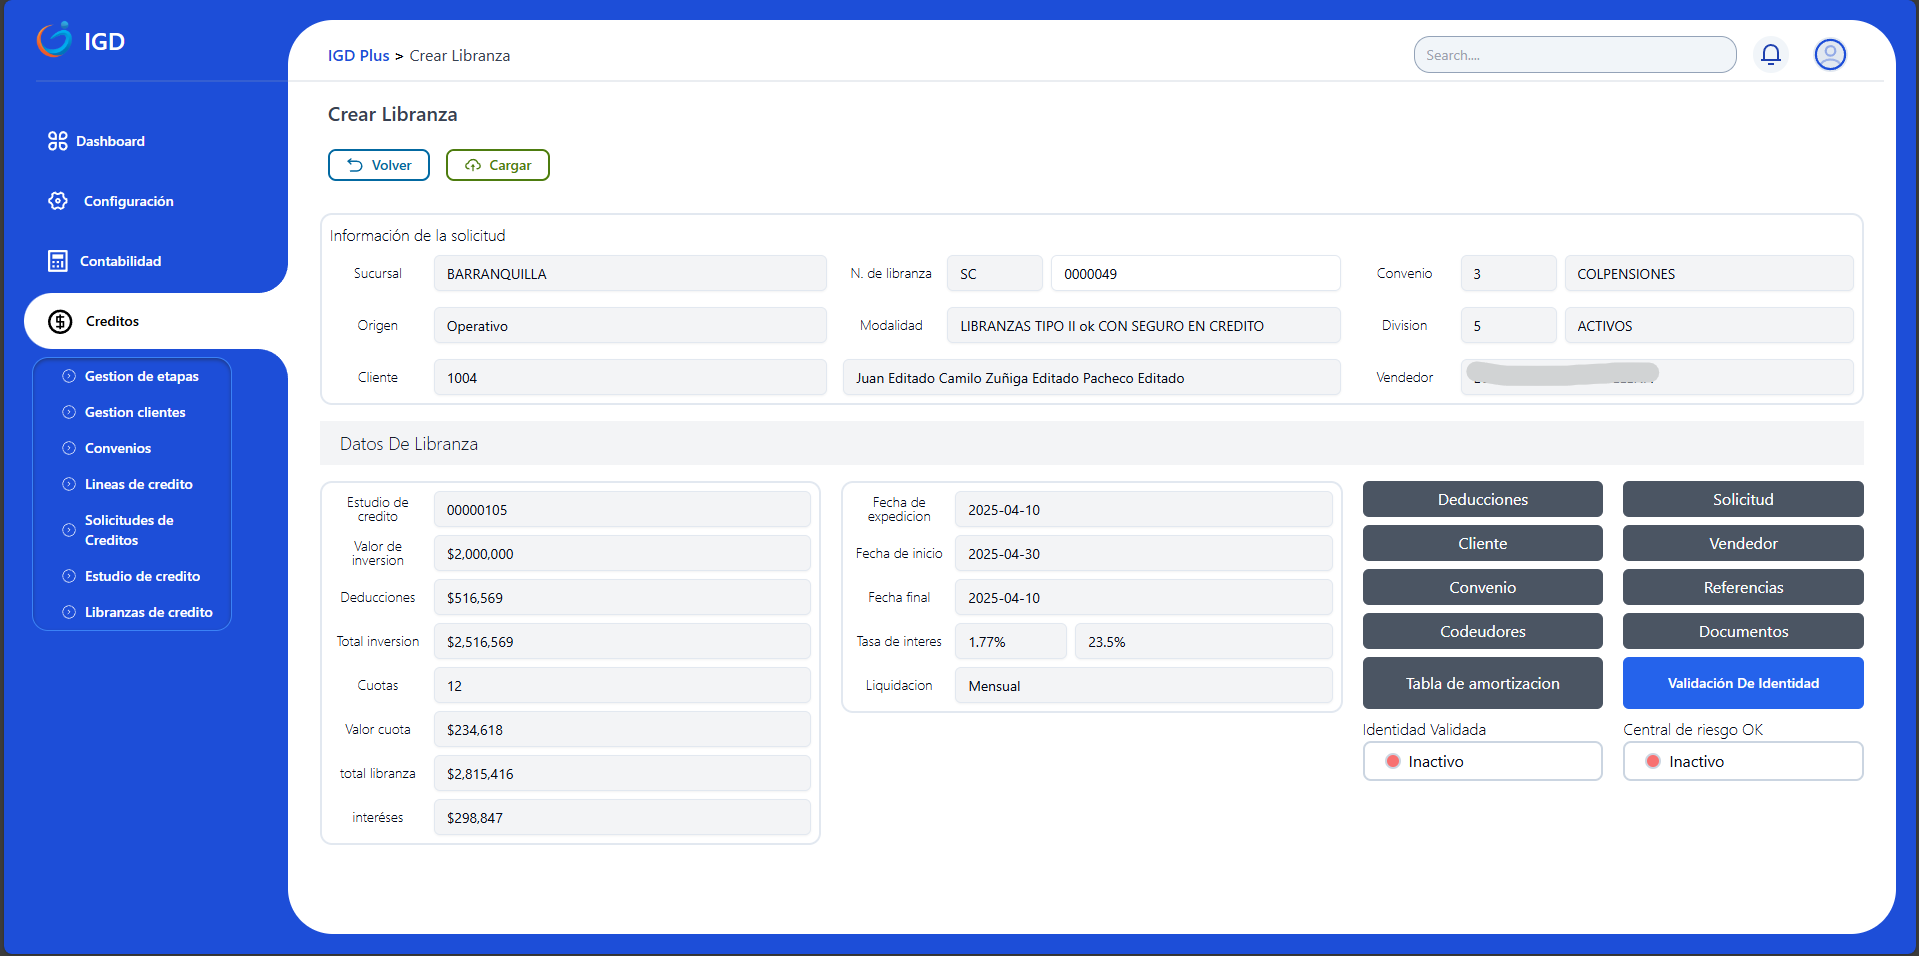 IGD
IGD Plus > Crear Libranza
Search....
Dashboard
Configuración
Contabilidad
Creditos
Gestion de etapas
Gestion clientes
Convenios
Lineas de credito
Solicitudes de
Creditos
Estudio de credito
Libranzas de credito
Crear Libranza
Volver
Cargar
Información de la solicitud
Sucursal BARRANQUILLA N. de libranza SC 0000049 Convenio 3 COLPENSIONES
Origen Operativo Modalidad LIBRANZAS TIPO II ok CON SEGURO EN CREDITO Division 5 ACTIVOS
Cliente 1004 Juan Editado Camilo Zuñiga Editado Pacheco Editado Vendedor
Datos De Libranza
Estudio de
credito
00000105
Valor de
inversion
$2,000,000
Deducciones $516,569
Total inversion $2,516,569
Cuotas 12
Valor cuota $234,618
total libranza $2,815,416
interéses $298,847
Fecha de
expedicion
2025-04-10
Fecha de inicio 2025-04-30
Fecha final 2025-04-10
Tasa de interes 1.77% 23.5%
Liquidacion Mensual
Deducciones Solicitud
Cliente Vendedor
Convenio Referencias
Codeudores Documentos
Tabla de amortizacion Validación De Identidad
Identidad Validada Central de riesgo OK
Inactivo Inactivo